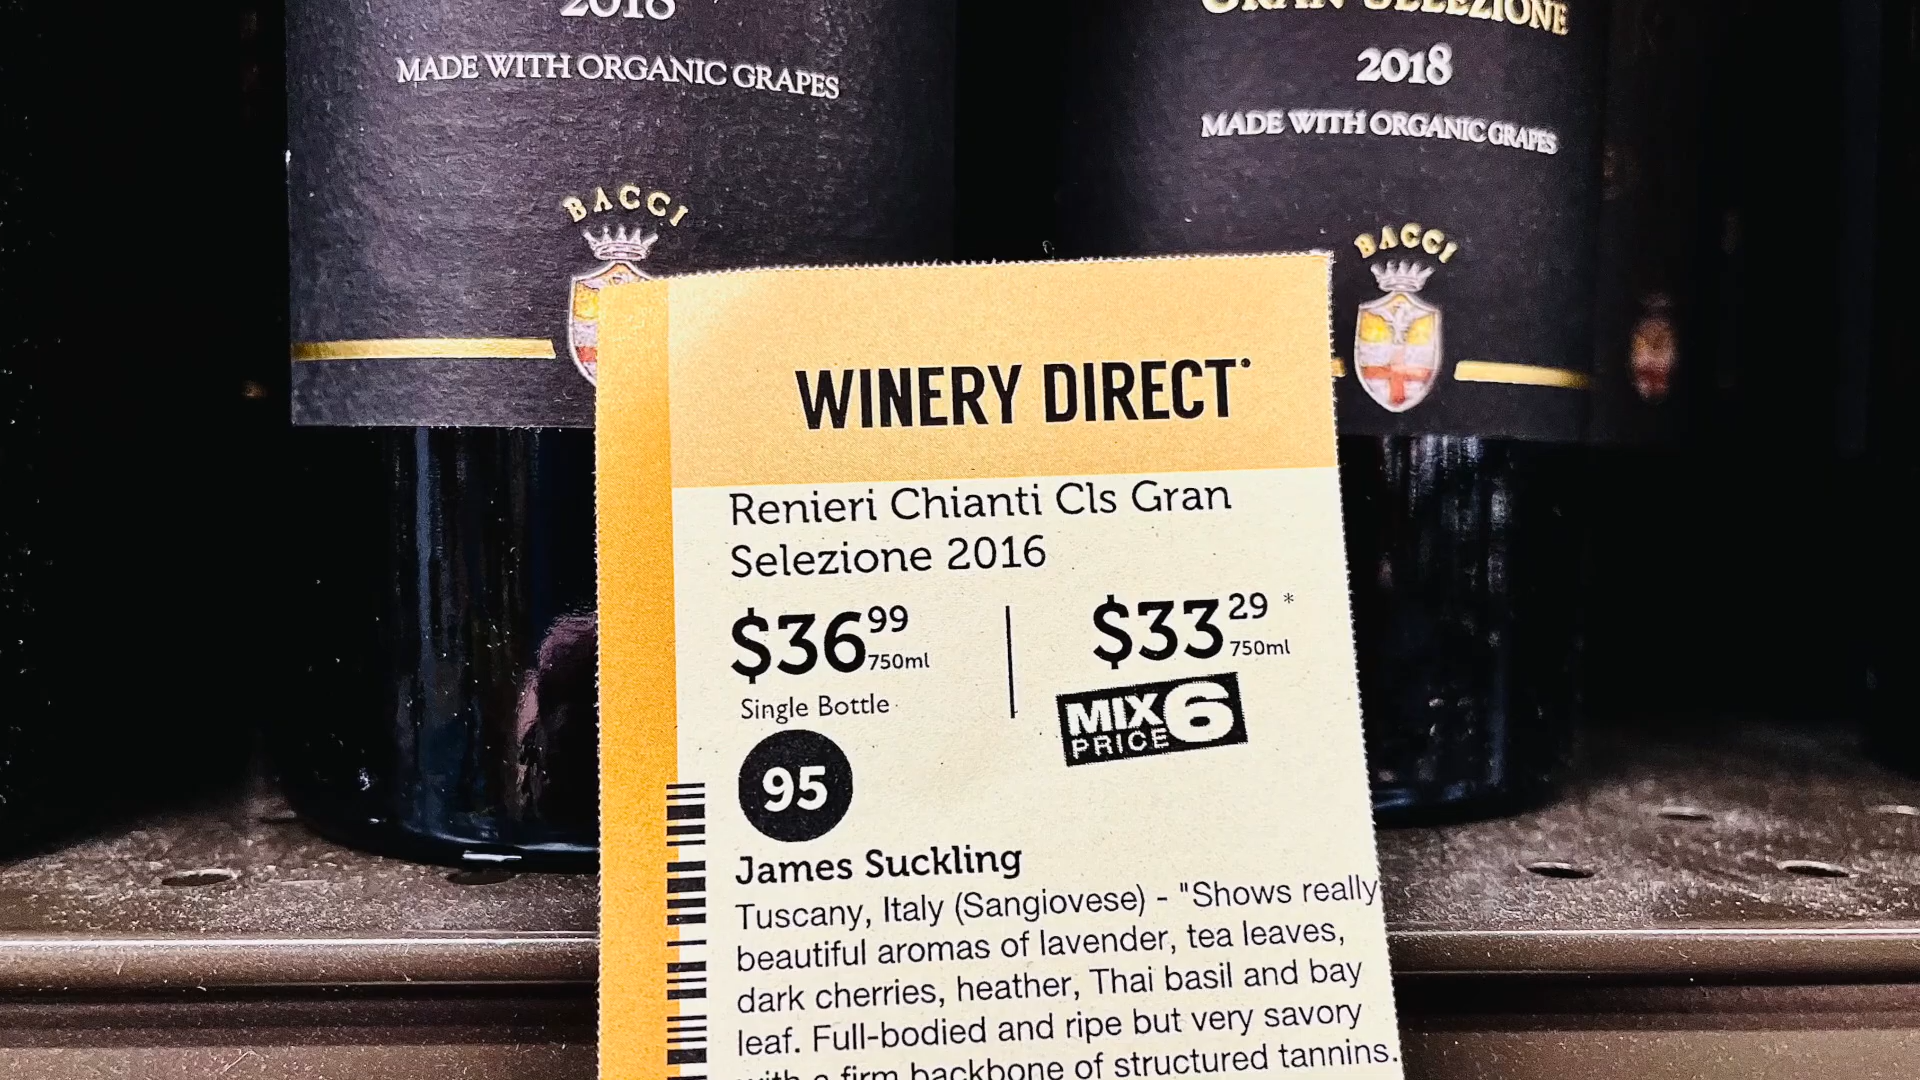 2018
MADE WITH ORGANIC GRAPES
BACCI
GRAN SELEZIONE
2018
MADE WITH ORGANIC GRAPES
BACCI
WINERY DIRECT
Renieri Chianti Cls Gran
Selezione 2016
$36 99 750ml
Single Bottle
$33 29 * 750ml
MIX 6
PRICE
95
James Suckling
Tuscany, Italy (Sangiovese) - "Shows really
beautiful aromas of lavender, tea leaves,
dark cherries, heather, Thai basil and bay
leaf. Full-bodied and ripe but very savory
with a firm backbone of structured tannins.